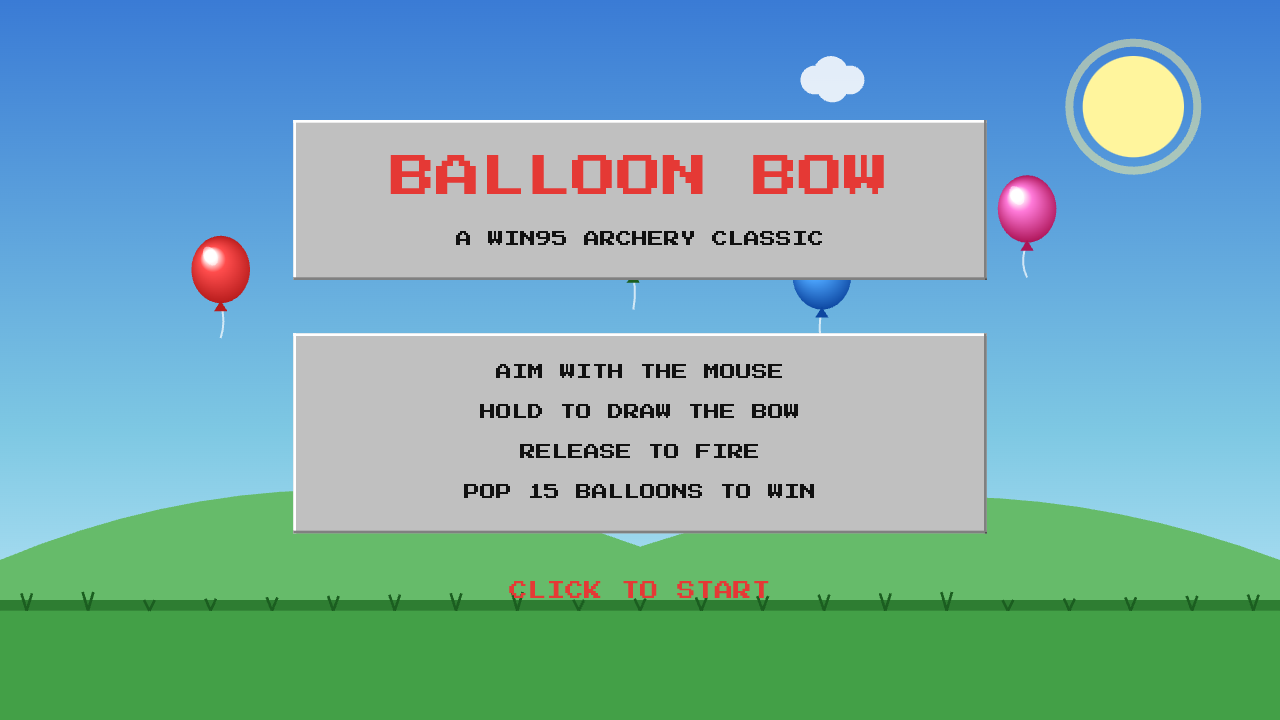 BALLOON BOW
A WIN95 ARCHERY CLASSIC
AIM WITH THE MOUSE
HOLD TO DRAW THE BOW
RELEASE TO FIRE
POP 15 BALLOONS TO WIN
CLICK TO START